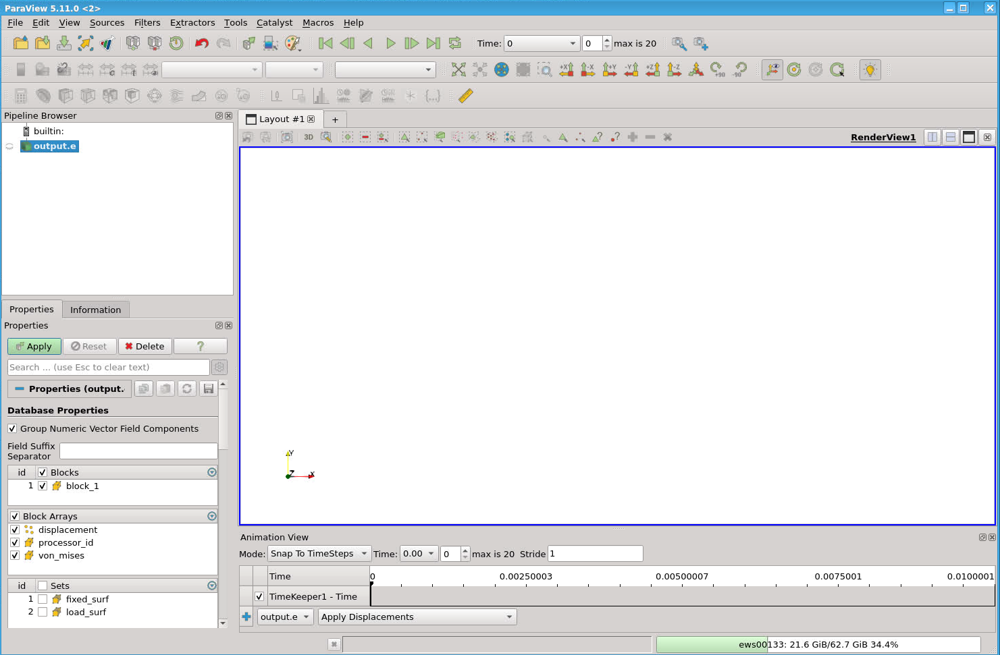 ParaView 5.11.0 <2>
File Edit View Sources Filters Extractors Tools Catalyst Macros Help
Time: 0 0 max is 20
+X -X +Y -Y +Z -Z +90 -90
Pipeline Browser
builtin:
output.e
Layout #1 +
3D
RenderView1
Properties Information
Properties
Apply Reset Delete ?
Search ... (use Esc to clear text)
Properties (output.
Database Properties
Group Numeric Vector Field Components
Field Suffix
Separator
id Blocks
1 block_1
Block Arrays
displacement
processor_id
von_mises
id Sets
1 fixed_surf
2 load_surf
Y
Z X
Animation View
Mode: Snap To TimeSteps Time: 0.00 0 max is 20 Stride 1
Time 0 0.00250003 0.00500007 0.0075001 0.0100001
TimeKeeper1 - Time
output.e Apply Displacements
ews00133: 21.6 GiB/62.7 GiB 34.4%